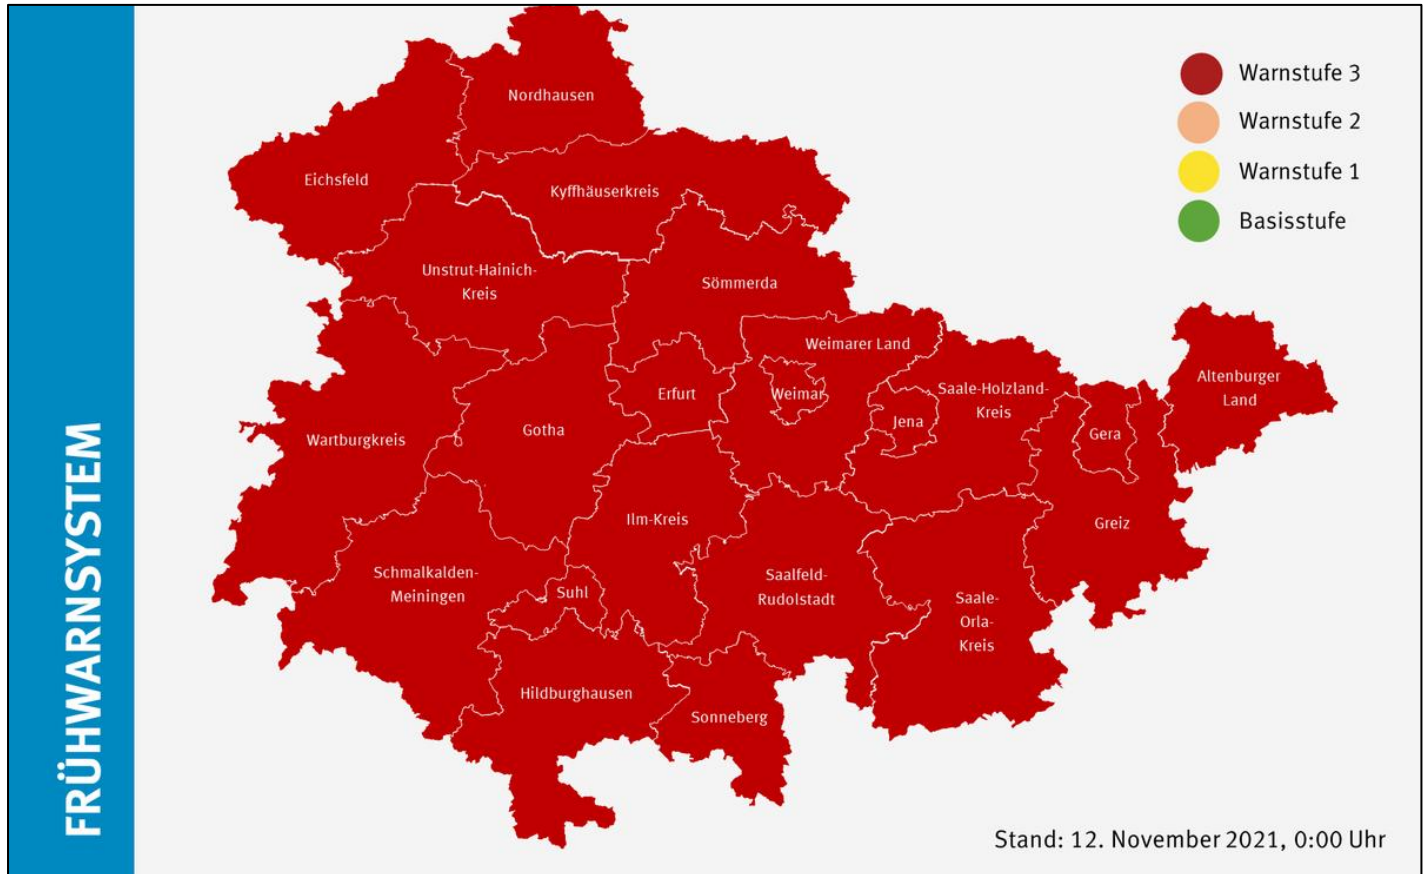 FRÜHWARNSYSTEM
Warnstufe 3
Warnstufe 2
Warnstufe 1
Basisstufe
Nordhausen
Eichsfeld
Kyffhäuserkreis
Unstrut-Hainich-
Kreis
Sömmerda
Weimarer Land
Altenburger
Land
Erfurt
Weimar
Saale-Holzland-
Kreis
Jena
Gera
Wartburgkreis
Gotha
Ilm-Kreis
Greiz
Schmalkalden-
Meiningen
Suhl
Saalfeld-
Rudolstadt
Saale-
Orla-
Kreis
Hildburghausen
Sonneberg
Stand: 12. November 2021, 0:00 Uhr